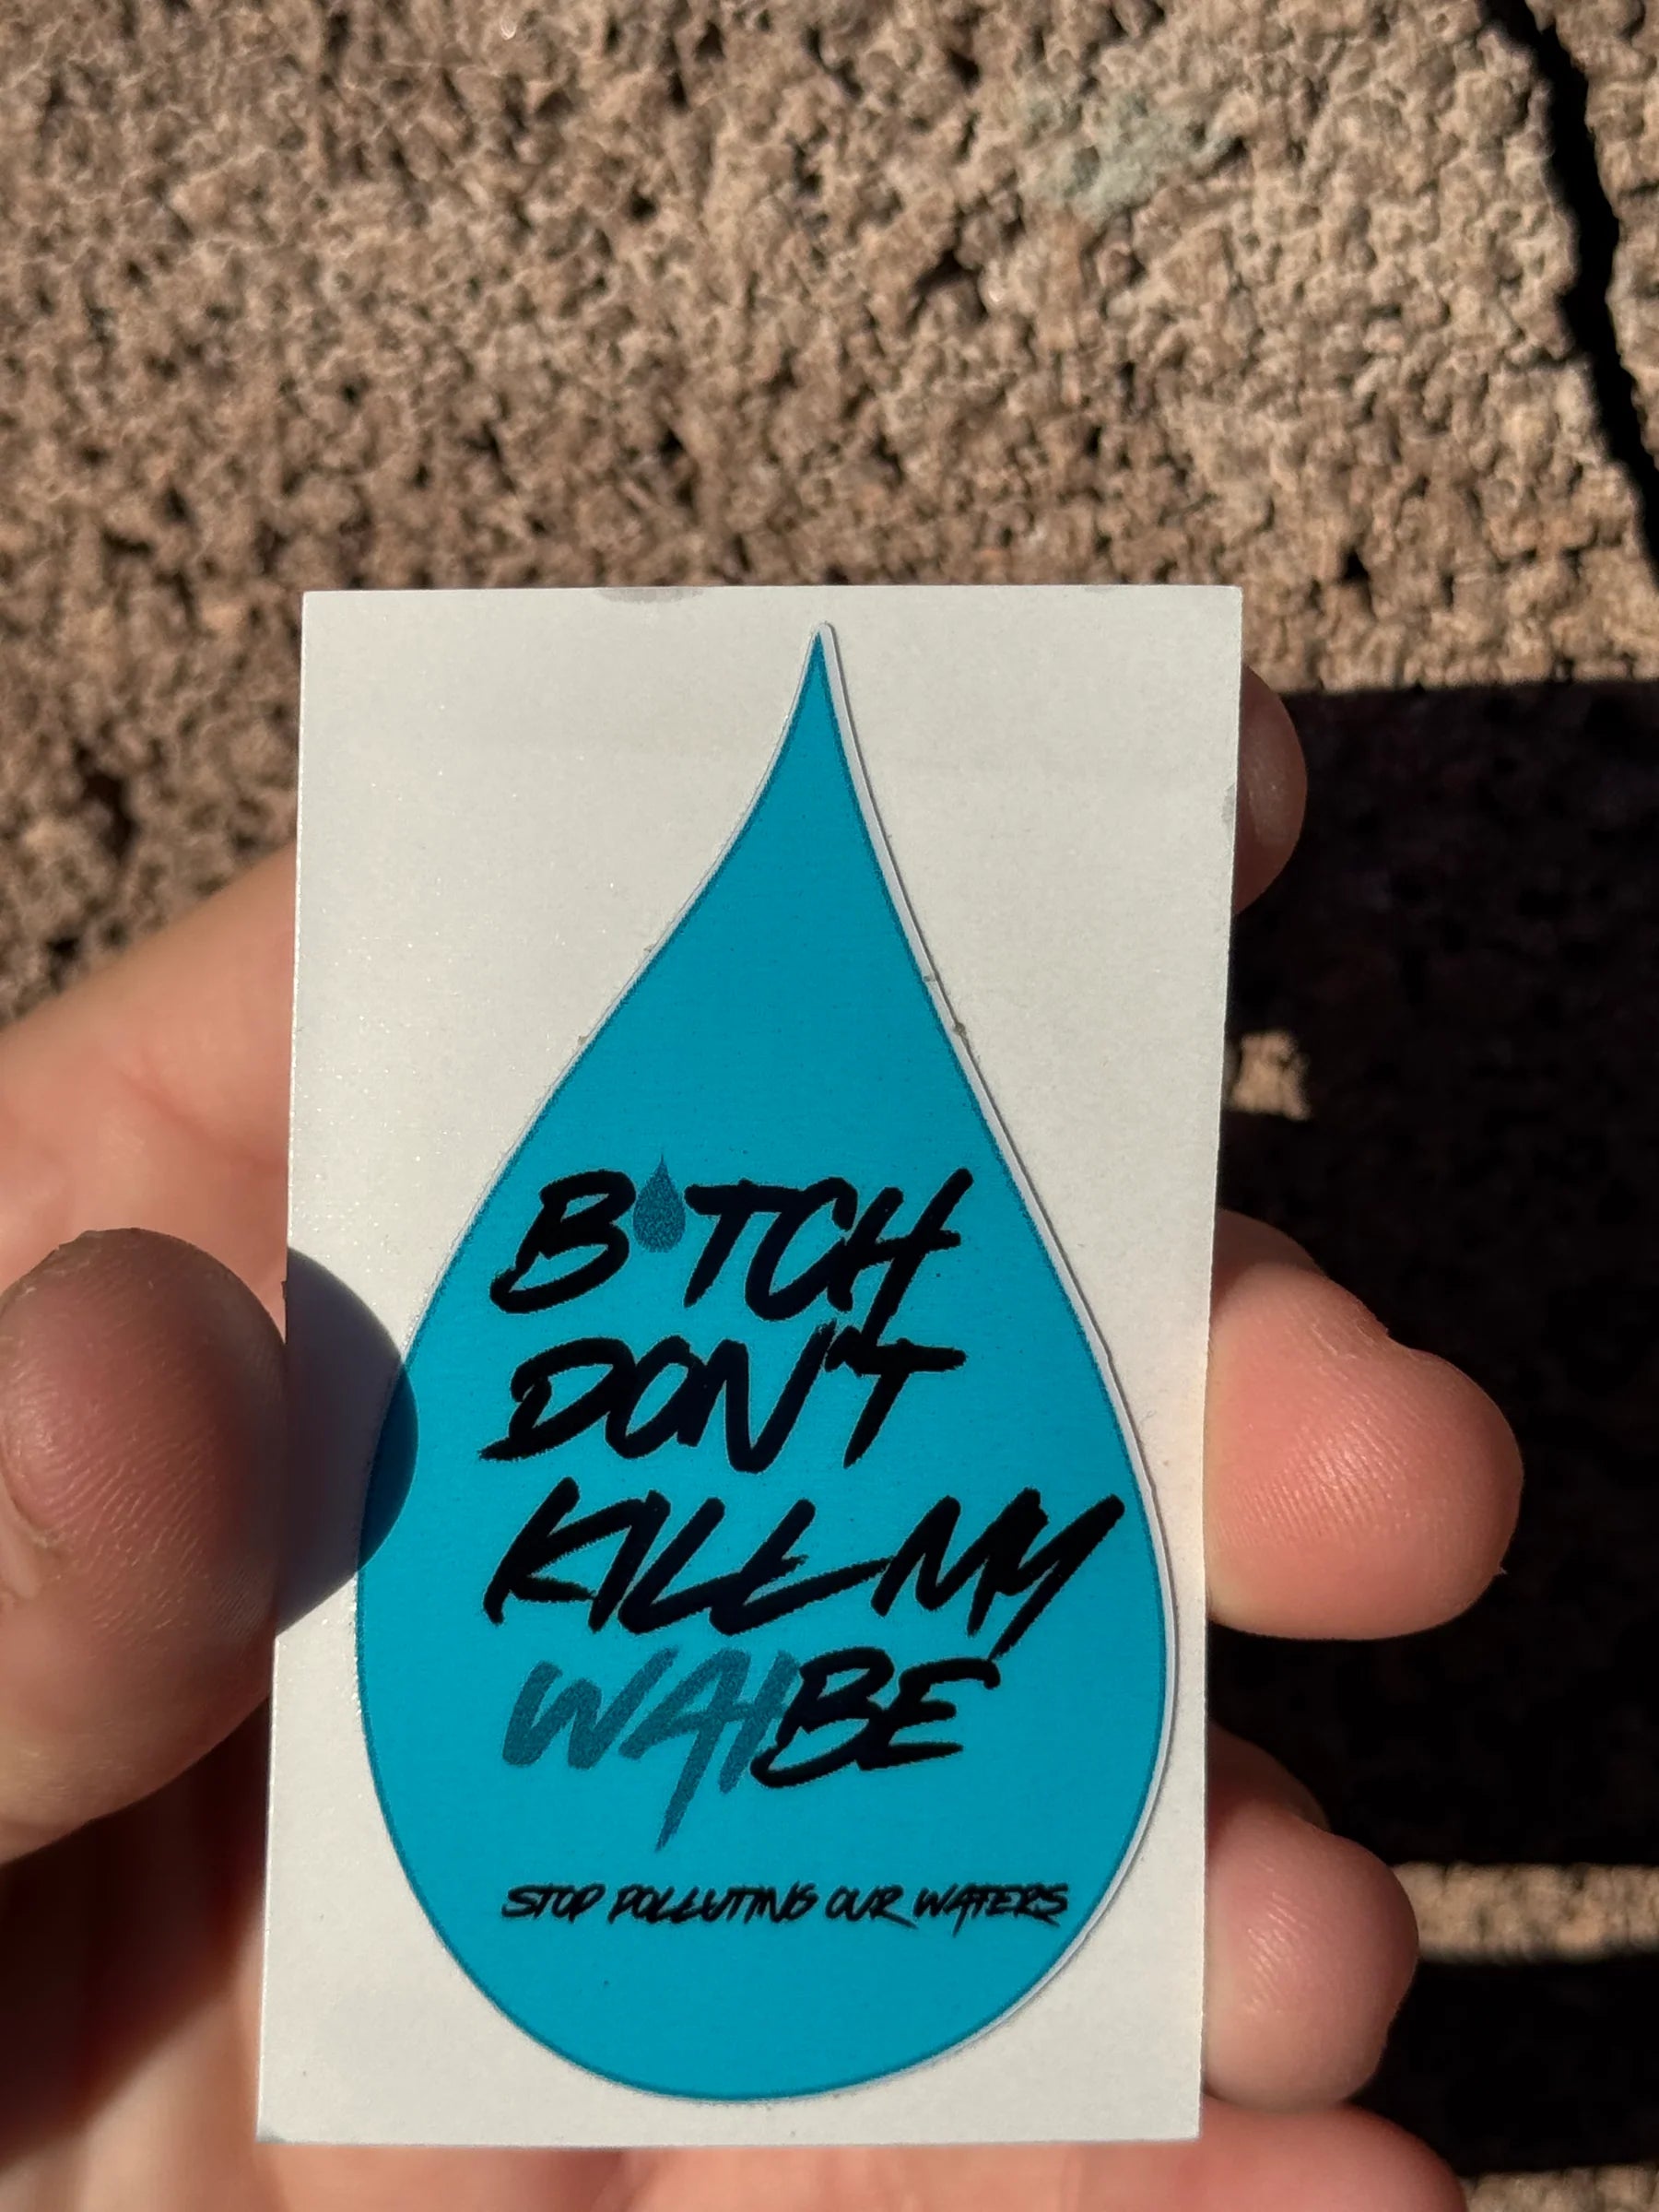 B TCH
DON'T
KILL MY
WAIBE
STOP POLLUTING OUR WATERS